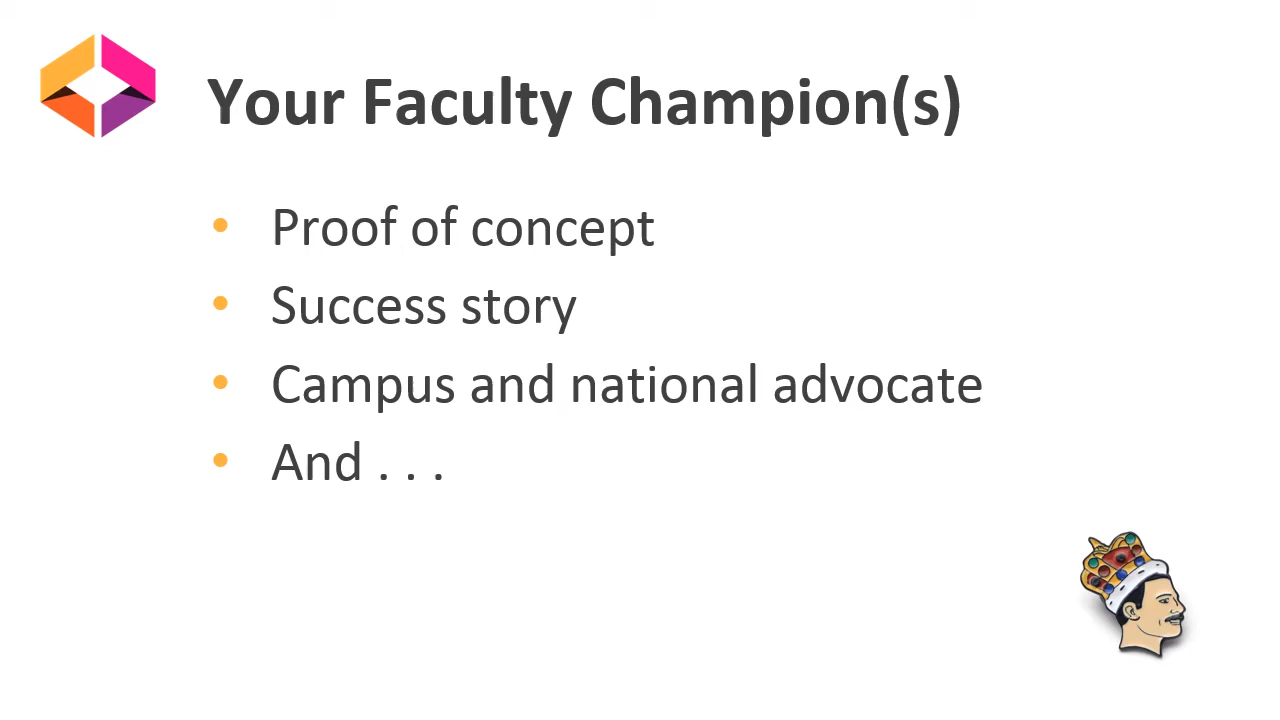 Your Faculty Champion(s)
• Proof of concept
• Success story
• Campus and national advocate
• And . . .